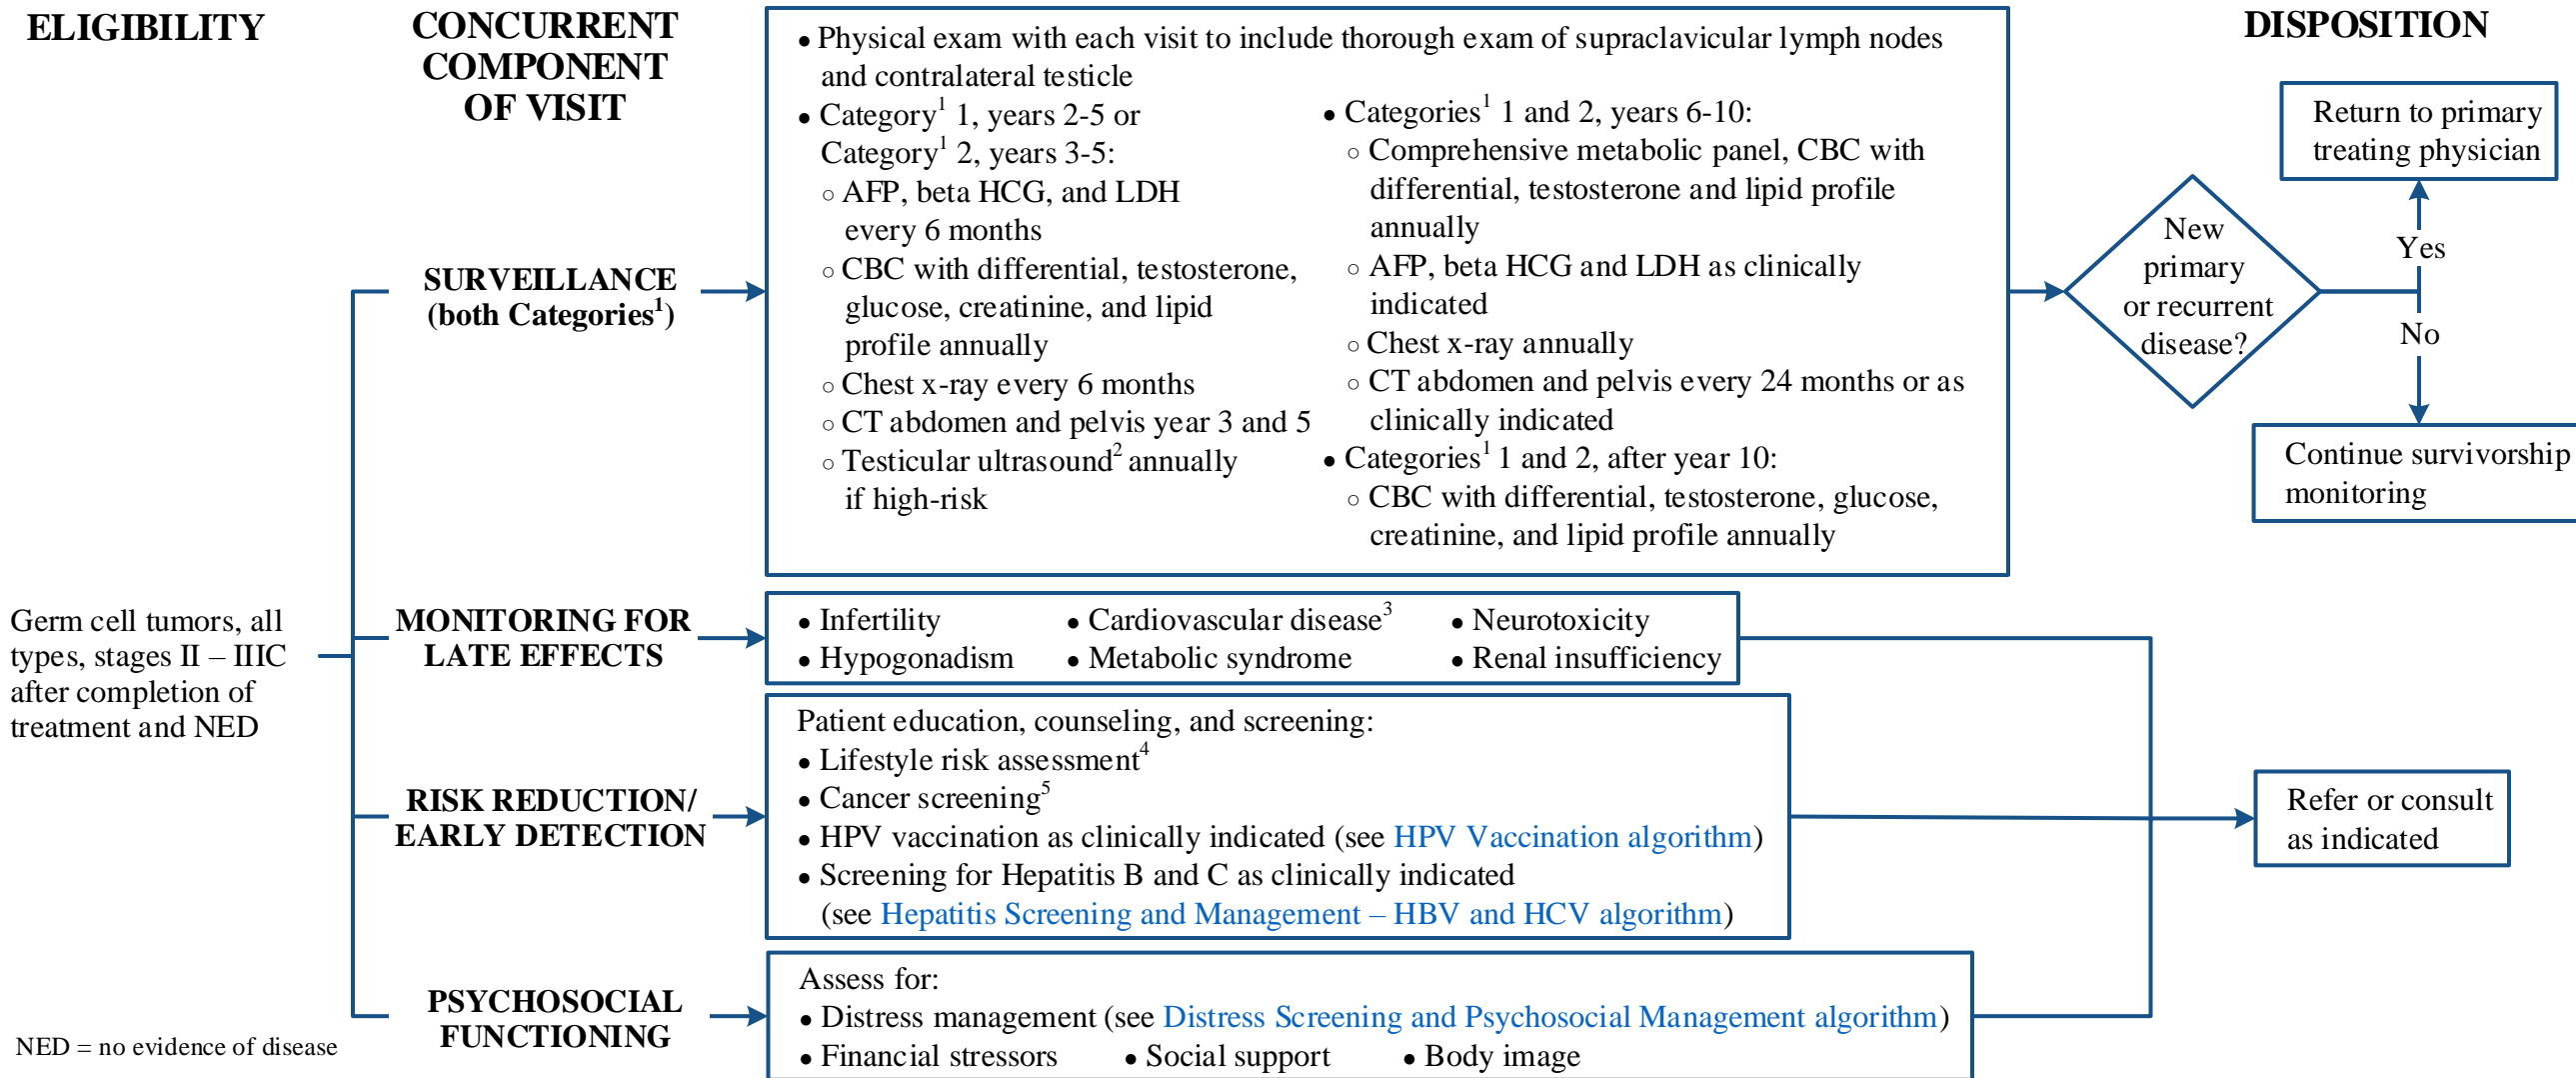 ELIGIBILITY
CONCURRENT
COMPONENT
OF VISIT
DISPOSITION
Germ cell tumors, all
types, stages II – IIIC
after completion of
treatment and NED
SURVEILLANCE
(both Categories¹)
● Physical exam with each visit to include thorough exam of supraclavicular lymph nodes
and contralateral testicle
● Category¹ 1, years 2-5 or
Category¹ 2, years 3-5:
○ AFP, beta HCG, and LDH
every 6 months
○ CBC with differential, testosterone,
glucose, creatinine, and lipid
profile annually
○ Chest x-ray every 6 months
○ CT abdomen and pelvis year 3 and 5
○ Testicular ultrasound² annually
if high-risk
● Categories¹ 1 and 2, years 6-10:
○ Comprehensive metabolic panel, CBC with
differential, testosterone and lipid profile
annually
○ AFP, beta HCG and LDH as clinically
indicated
○ Chest x-ray annually
○ CT abdomen and pelvis every 24 months or as
clinically indicated
● Categories¹ 1 and 2, after year 10:
○ CBC with differential, testosterone, glucose,
creatinine, and lipid profile annually
New
primary
or recurrent
disease?
Yes
Return to primary
treating physician
No
Continue survivorship
monitoring
MONITORING FOR
LATE EFFECTS
● Infertility ● Cardiovascular disease³ ● Neurotoxicity
● Hypogonadism ● Metabolic syndrome ● Renal insufficiency
RISK REDUCTION/
EARLY DETECTION
Patient education, counseling, and screening:
● Lifestyle risk assessment⁴
● Cancer screening⁵
● HPV vaccination as clinically indicated (see HPV Vaccination algorithm)
● Screening for Hepatitis B and C as clinically indicated
(see Hepatitis Screening and Management – HBV and HCV algorithm)
Refer or consult
as indicated
PSYCHOSOCIAL
FUNCTIONING
Assess for:
● Distress management (see Distress Screening and Psychosocial Management algorithm)
● Financial stressors ● Social support ● Body image
NED = no evidence of disease